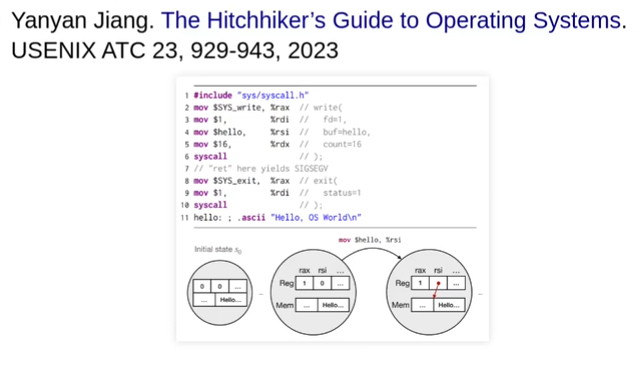 Yanyan Jiang. The Hitchhiker's Guide to Operating Systems.
USENIX ATC 23, 929-943, 2023
1 #include "sys/syscall.h"
2 mov $SYS_write, %rax // write(
3 mov $1, %rdi // fd=1,
4 mov $hello, %rsi // buf=hello,
5 mov $16, %rdx // count=16
6 syscall // );
7 // "ret" here yields SIGSEGV
8 mov $SYS_exit, %rax // exit(
9 mov $1, %rdi // status=1
10 syscall // );
11 hello: ; .ascii "Hello, OS World\n"
mov $hello, %rsi
Initial state s0
rax rsi ...
rax rsi ...
0 0 ...
Reg 1 0 ...
Reg 1 ...
... Hello...
...
Mem ... Hello...
Mem ... Hello...
...